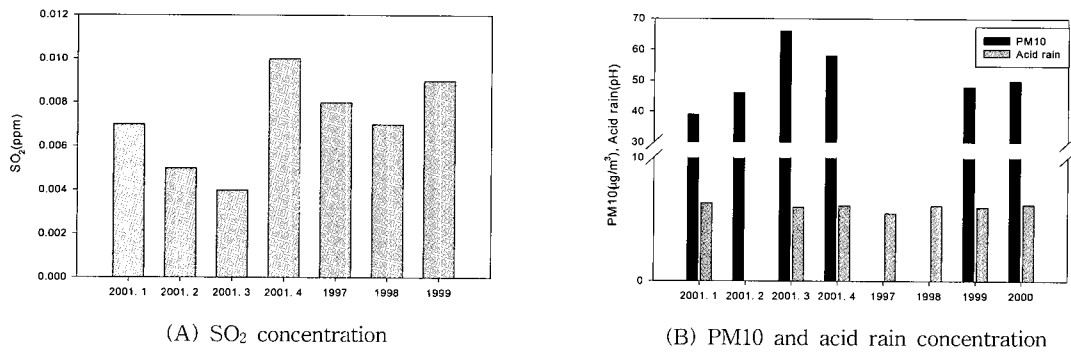 0.012
0.010
0.008
0.006
0.004
0.002
0.000
SO₂(ppm)
2001. 1 2001. 2 2001. 3 2001. 4 1997 1998 1999
(A) SO₂ concentration
70
60
50
40
30
10
0
PM10(μg/m³), Acid rain(pH)
PM10
Acid rain
2001. 1 2001. 2 2001. 3 2001. 4 1997 1998 1999 2000
(B) PM10 and acid rain concentration